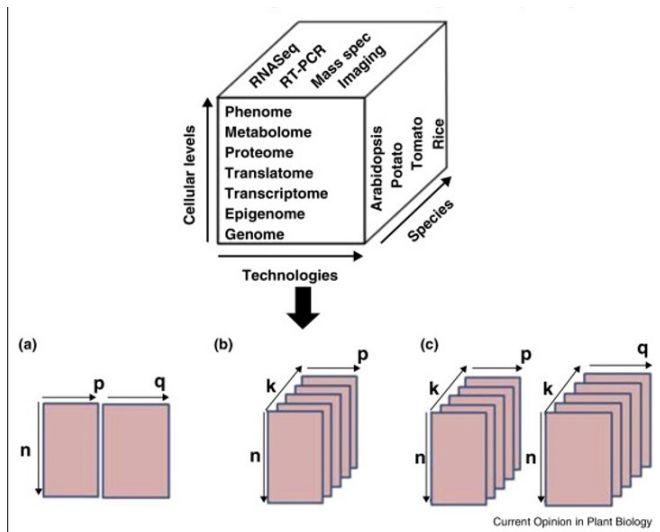 RNASeq
RT-PCR
Mass spec
Imaging
Cellular levels
Phenome
Metabolome
Proteome
Translatome
Transcriptome
Epigenome
Genome
Arabidopsis
Potato
Tomato
Rice
Species
Technologies
(a)
p
q
n
(b)
k
p
n
(c)
k
p
n
k
q
n
Current Opinion in Plant Biology